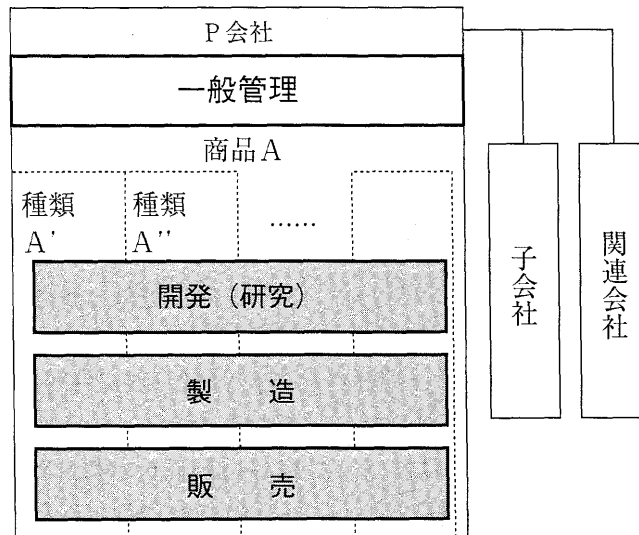 P会社
一般管理
商品A
種類
A'
種類
A''
……
開発(研究)
製 造
販 売
子会社
関連会社